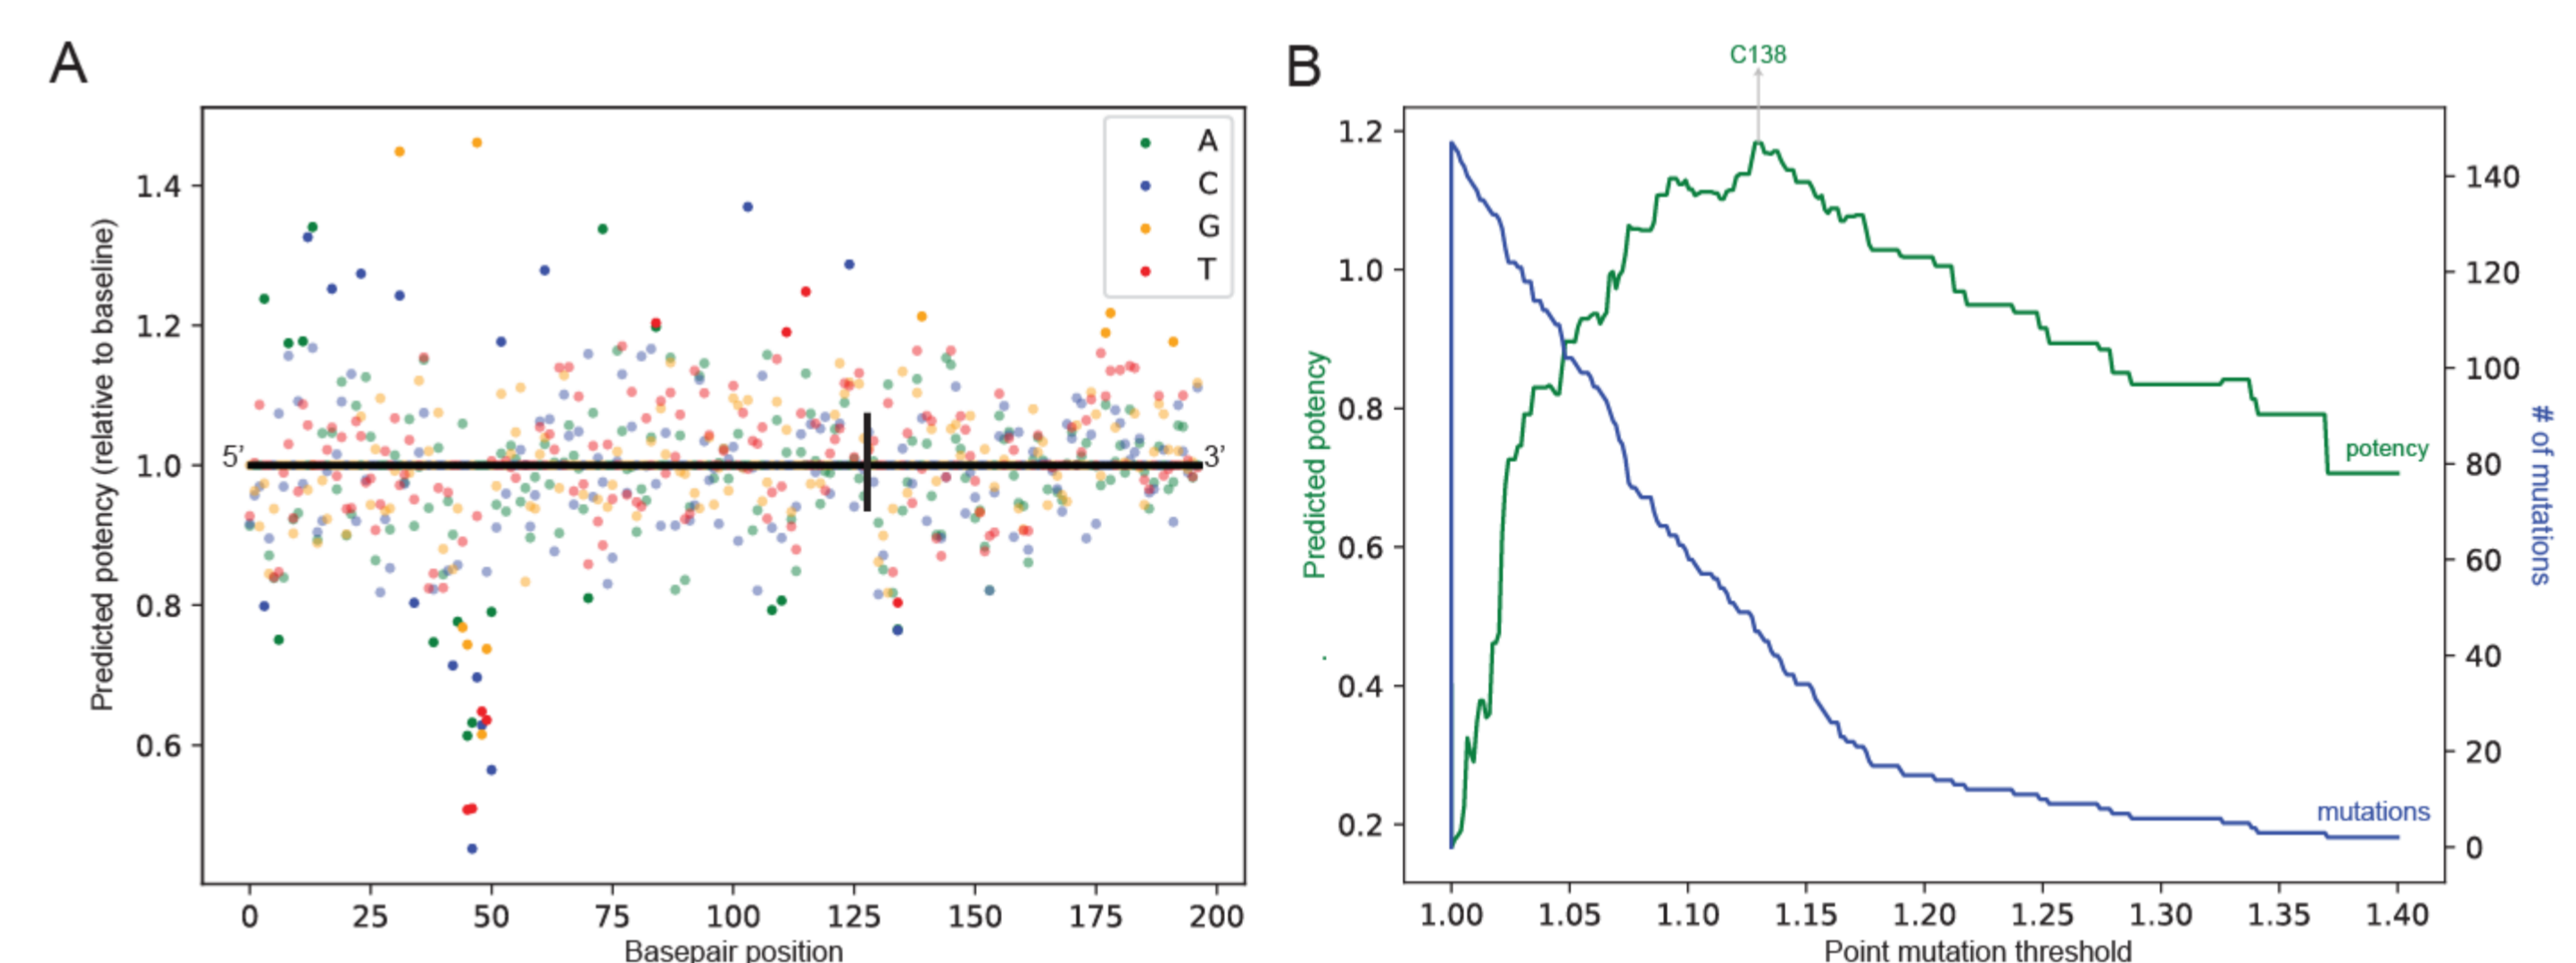 A
Predicted potency (relative to baseline)
1.4
1.2
1.0
0.8
0.6
5’
3’
A
C
G
T
0 25 50 75 100 125 150 175 200
Basepair position
B
C138
Predicted potency
1.2
1.0
0.8
0.6
0.4
0.2
potency
mutations
140
120
100
80
60
40
20
0
# of mutations
1.00 1.05 1.10 1.15 1.20 1.25 1.30 1.35 1.40
Point mutation threshold